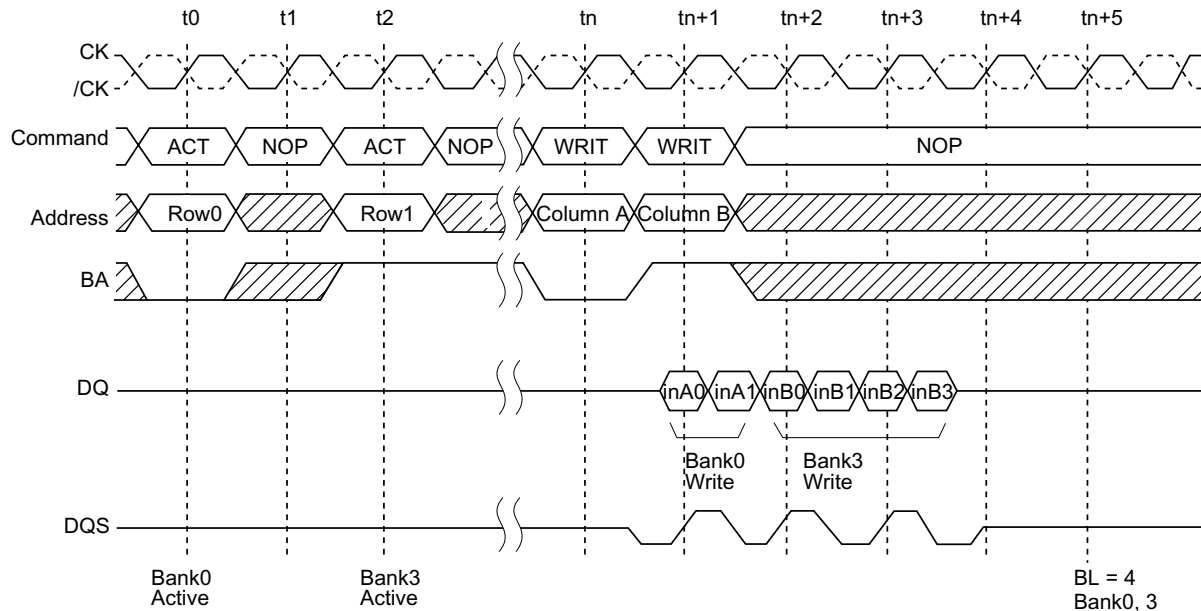 t0 t1 t2 tn tn+1 tn+2 tn+3 tn+4 tn+5
CK
/CK
Command ACT NOP ACT NOP WRIT WRIT NOP
Address Row0 Row1 Column A Column B
BA
DQ inA0 inA1 inB0 inB1 inB2 inB3
Bank0 Bank3
Write Write
DQS
Bank0 Bank3 BL = 4
Active Active Bank0, 3